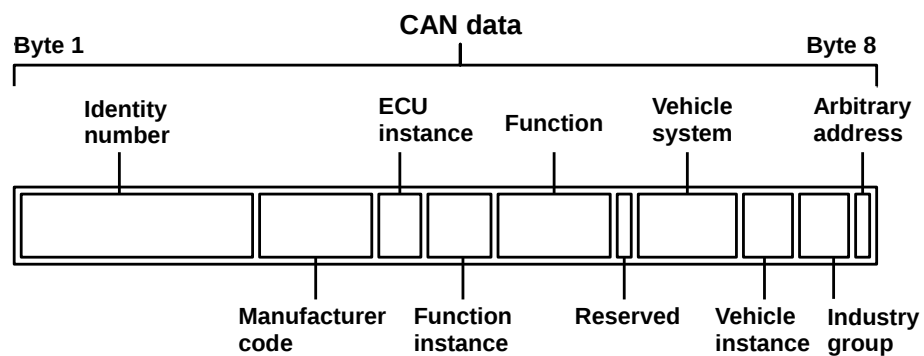 CAN data
Byte 1
Byte 8
Identity
number
ECU
instance
Function
Vehicle
system
Arbitrary
address
Manufacturer
code
Function
instance
Reserved
Vehicle
instance
Industry
group